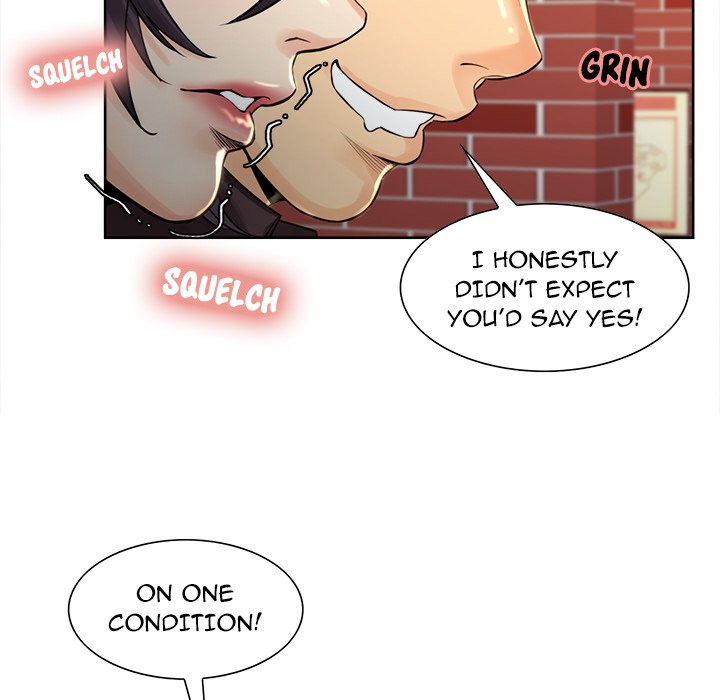 SQUELCH
GRIN
SQUELCH
I HONESTLY
DIDN'T EXPECT
YOU'D SAY YES!
ON ONE
CONDITION!